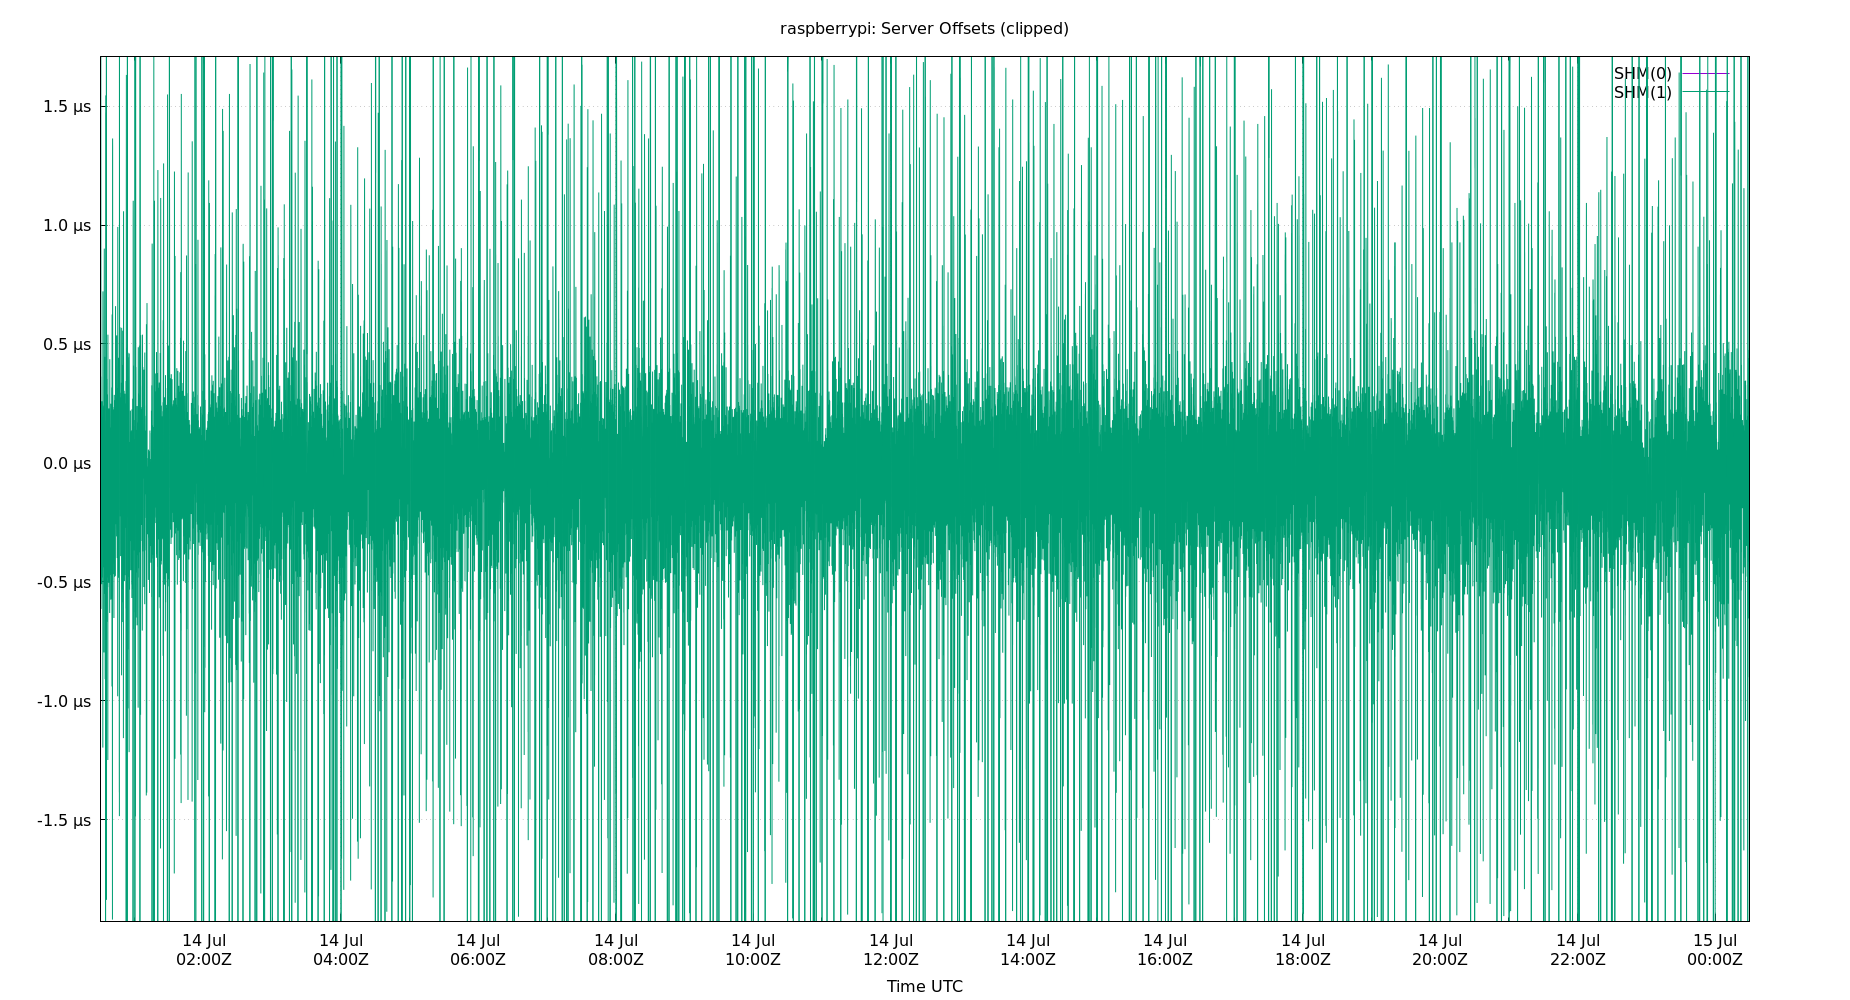 raspberrypi: Server Offsets (clipped)
SHM(0)
SHM(1)
1.5 µs
1.0 µs
0.5 µs
0.0 µs
-0.5 µs
-1.0 µs
-1.5 µs
14 Jul 14 Jul 14 Jul 14 Jul 14 Jul 14 Jul 14 Jul 14 Jul 14 Jul 14 Jul 14 Jul 15 Jul
02:00Z 04:00Z 06:00Z 08:00Z 10:00Z 12:00Z 14:00Z 16:00Z 18:00Z 20:00Z 22:00Z 00:00Z
Time UTC